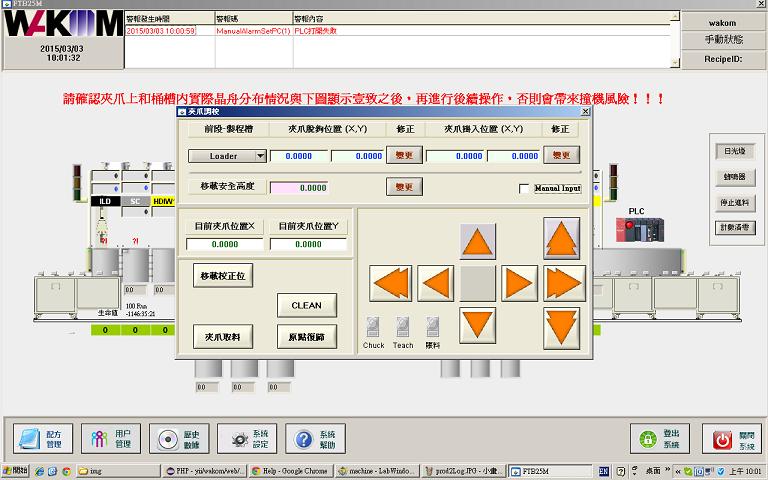 FTB25M
WAKOM
2015/03/03
10:01:32
警報發生時間 警報碼 警報內容
2015/03/03 10:00:59 ManualAlarmSetPC(1) PLC打開失敗
wakom
手動狀態
RecipeID:
請確認夾爪上和桶槽內實際晶舟分布情況與下圖顯示壹致之後，再進行後續操作，否則會帶來撞機風險！！！
夾爪調校
前段-製程槽 夾爪脫鉤位置 (X,Y) 修正 夾爪掛入位置 (X,Y) 修正
Loader 0.0000 0.0000 變更 0.0000 0.0000 變更
移載安全高度 0.0000 變更 Manual Input
目前夾爪位置X 目前夾爪位置Y
0.0000 0.0000
移載校正位
CLEAN
夾爪取料 原點復歸
Chuck Teach 賬料
日光燈
蜂鳴器
停止進料
計數清零
PLC
0 0 0
0 0 0
ILD SC HDIW
?! ?!
0.0 0.0
生命值 100 Run
-1146:35:21
0 0 0 0
0.0 0.0 0.0
配方
管理
用戶
管理
歷史
數據
系統
設定
系統
幫助
登出
系統
關閉
系統
開始 img PHP - yii/wakom/web/... Help - Google Chrome machine - LabWindo... prod2Log.JPG - 小畫... FTB25M EN 桌面 上午 10:01